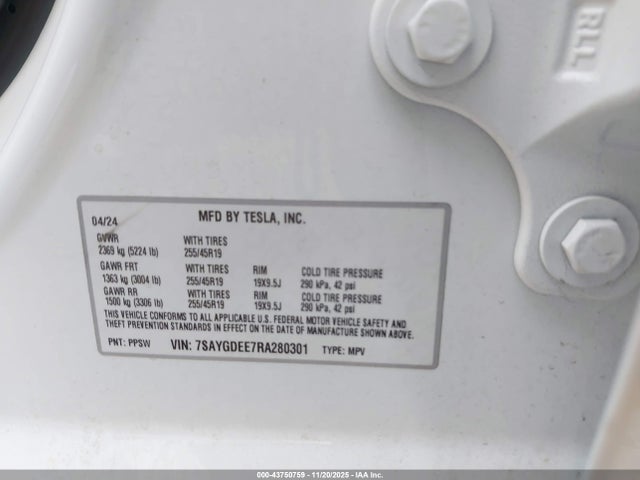 RLL
04/24 MFD BY TESLA, INC.
GVWR WITH TIRES
2369 kg (5224 lb) 255/45R19
GAWR FRT WITH TIRES RIM COLD TIRE PRESSURE
1363 kg (3004 lb) 255/45R19 19X9.5J 290 kPa, 42 psi
GAWR RR WITH TIRES RIM COLD TIRE PRESSURE
1500 kg (3306 lb) 255/45R19 19X9.5J 290 kPa, 42 psi
THIS VEHICLE CONFORMS TO ALL APPLICABLE U.S. FEDERAL MOTOR VEHICLE SAFETY AND
THEFT PREVENTION STANDARDS IN EFFECT ON THE DATE OF MANUFACTURE SHOWN ABOVE.
PNT: PPSW VIN: 7SAYGDEE7RA280301 TYPE: MPV
000-43750759 - 11/20/2025 - IAA Inc.